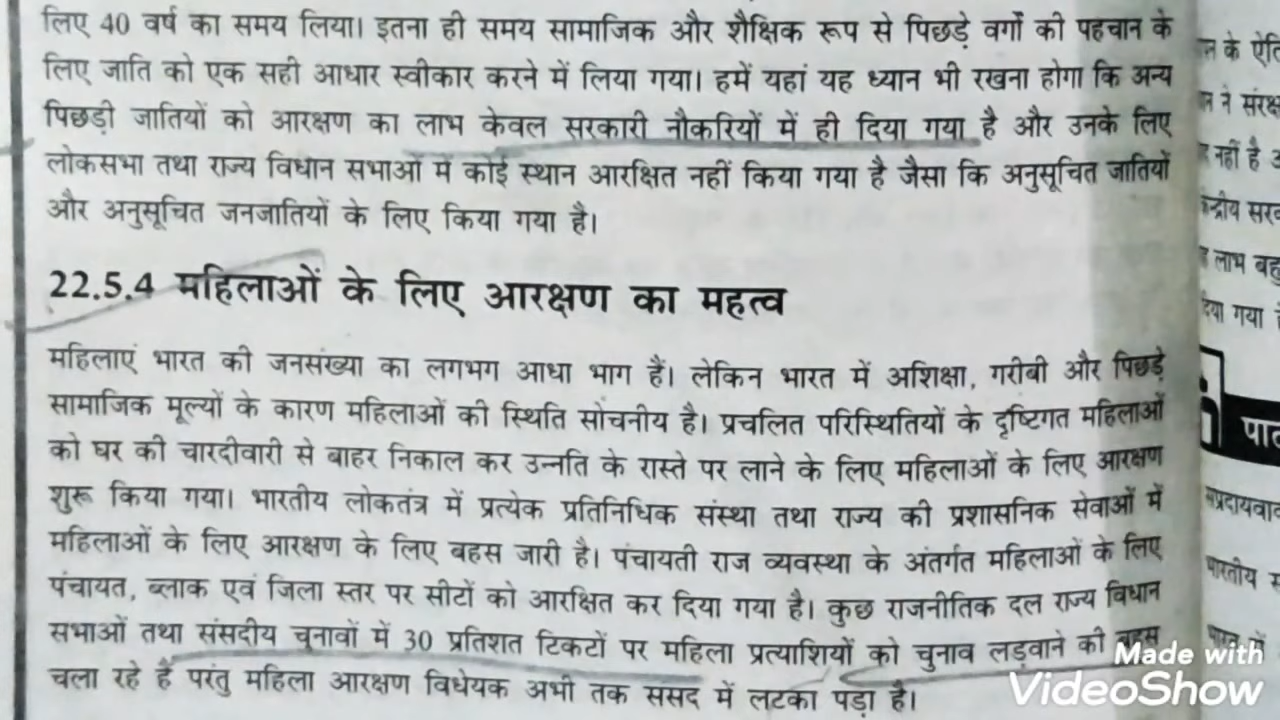 लिए 40 वर्ष का समय लिया। इतना ही समय सामाजिक और शैक्षिक रूप से पिछड़े वर्गों की पहचान के
लिए जाति को एक सही आधार स्वीकार करने में लिया गया। हमें यहां यह ध्यान भी रखना होगा कि अन्य
पिछड़ी जातियों को आरक्षण का लाभ केवल सरकारी नौकरियों में ही दिया गया है और उनके लिए
लोकसभा तथा राज्य विधान सभाओं में कोई स्थान आरक्षित नहीं किया गया है जैसा कि अनुसूचित जातियों
और अनुसूचित जनजातियों के लिए किया गया है।
22.5.4 महिलाओं के लिए आरक्षण का महत्व
महिलाएं भारत की जनसंख्या का लगभग आधा भाग हैं। लेकिन भारत में अशिक्षा, गरीबी और पिछड़े
सामाजिक मूल्यों के कारण महिलाओं की स्थिति सोचनीय है। प्रचलित परिस्थितियों के दृष्टिगत महिलाओं
को घर की चारदीवारी से बाहर निकाल कर उन्नति के रास्ते पर लाने के लिए महिलाओं के लिए आरक्षण
शुरू किया गया। भारतीय लोकतंत्र में प्रत्येक प्रतिनिधिक संस्था तथा राज्य की प्रशासनिक सेवाओं में
महिलाओं के लिए आरक्षण के लिए बहस जारी है। पंचायती राज व्यवस्था के अंतर्गत महिलाओं के लिए
पंचायत, ब्लाक एवं जिला स्तर पर सीटों को आरक्षित कर दिया गया है। कुछ राजनीतिक दल राज्य विधान
सभाओं तथा संसदीय चुनावों में 30 प्रतिशत टिकटों पर महिला प्रत्याशियों को चुनाव लड़वाने की बहस
चला रहे हैं परंतु महिला आरक्षण विधेयक अभी तक संसद में लटका पड़ा है।
के
ने
नहीं है
लाभ
गया
Made with
VideoShow